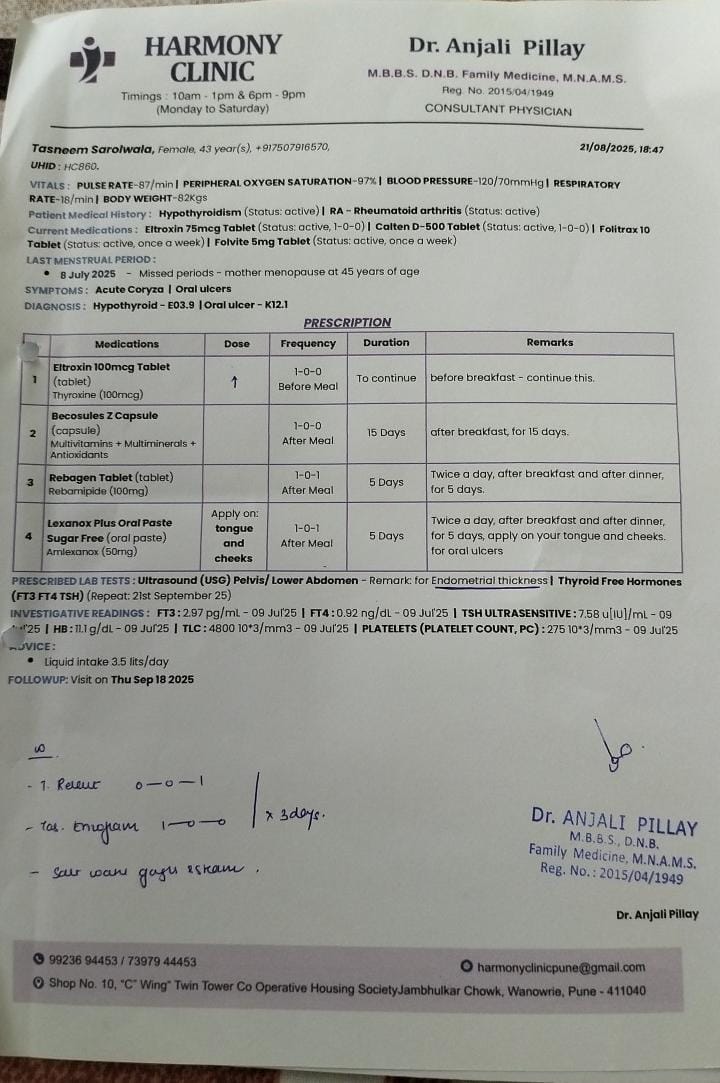 HARMONY
CLINIC
Timings : 10am - 1pm & 6pm - 9pm
(Monday to Saturday)
Dr. Anjali Pillay
M.B.B.S. D.N.B. Family Medicine, M.N.A.M.S.
Reg. No. 2015/04/1949
CONSULTANT PHYSICIAN
Tasneem Sarolwala, Female, 43 year(s), +917507916570,
21/08/2025, 18:47
UHID : HC860.
VITALS : PULSE RATE-87/min | PERIPHERAL OXYGEN SATURATION-97% | BLOOD PRESSURE-120/70mmHg | RESPIRATORY
RATE-18/min | BODY WEIGHT-82Kgs
Patient Medical History : Hypothyroidism (Status: active) | RA - Rheumatoid arthritis (Status: active)
Current Medications : Eltroxin 75mcg Tablet (Status: active, 1-0-0) | Calten D-500 Tablet (Status: active, 1-0-0) | Folitrax 10
Tablet (Status: active, once a week) | Folvite 5mg Tablet (Status: active, once a week)
LAST MENSTRUAL PERIOD :
• 8 July 2025 - Missed periods - mother menopause at 45 years of age
SYMPTOMS : Acute Coryza | Oral ulcers
DIAGNOSIS : Hypothyroid - E03.9 | Oral ulcer - K12.1
PRESCRIPTION
Medications Dose Frequency Duration Remarks
1
Eltroxin 100mcg Tablet
(tablet)
Thyroxine (100mcg)
↑
1-0-0
Before Meal
To continue
before breakfast - continue this.
2
Becosules Z Capsule
(capsule)
Multivitamins + Multiminerals +
Antioxidants
1-0-0
After Meal
15 Days
after breakfast, for 15 days.
3
Rebagen Tablet (tablet)
Rebamipide (100mg)
1-0-1
After Meal
5 Days
Twice a day, after breakfast and after dinner,
for 5 days.
4
Lexanox Plus Oral Paste
Sugar Free (oral paste)
Amlexanox (50mg)
Apply on:
tongue
and
cheeks
1-0-1
After Meal
5 Days
Twice a day, after breakfast and after dinner,
for 5 days, apply on your tongue and cheeks.
for oral ulcers
PRESCRIBED LAB TESTS : Ultrasound (USG) Pelvis/ Lower Abdomen - Remark: for Endometrial thickness | Thyroid Free Hormones
(FT3 FT4 TSH) (Repeat: 21st September 25)
INVESTIGATIVE READINGS : FT3 : 2.97 pg/mL - 09 Jul'25 | FT4 : 0.92 ng/dL - 09 Jul'25 | TSH ULTRASENSITIVE : 7.58 u[IU]/mL - 09
'25 | HB : 11.1 g/dL - 09 Jul'25 | TLC : 4800 10*3/mm3 - 09 Jul'25 | PLATELETS (PLATELET COUNT, PC) : 275 10*3/mm3 - 09 Jul'25
ADVICE :
• Liquid intake 3.5 lits/day
FOLLOWUP: Visit on Thu Sep 18 2025
- T. 0-0-1
- Tab. 1-0-0
x 3 days.
Dr. ANJALI PILLAY
M.B.B.S., D.N.B.
Family Medicine, M.N.A.M.S.
Reg. No. : 2015/04/1949
Dr. Anjali Pillay
99236 94453 / 73979 44453
harmonyclinicpune@gmail.com
Shop No. 10, "C" Wing" Twin Tower Co Operative Housing SocietyJambhulkar Chowk, Wanowrie, Pune - 411040